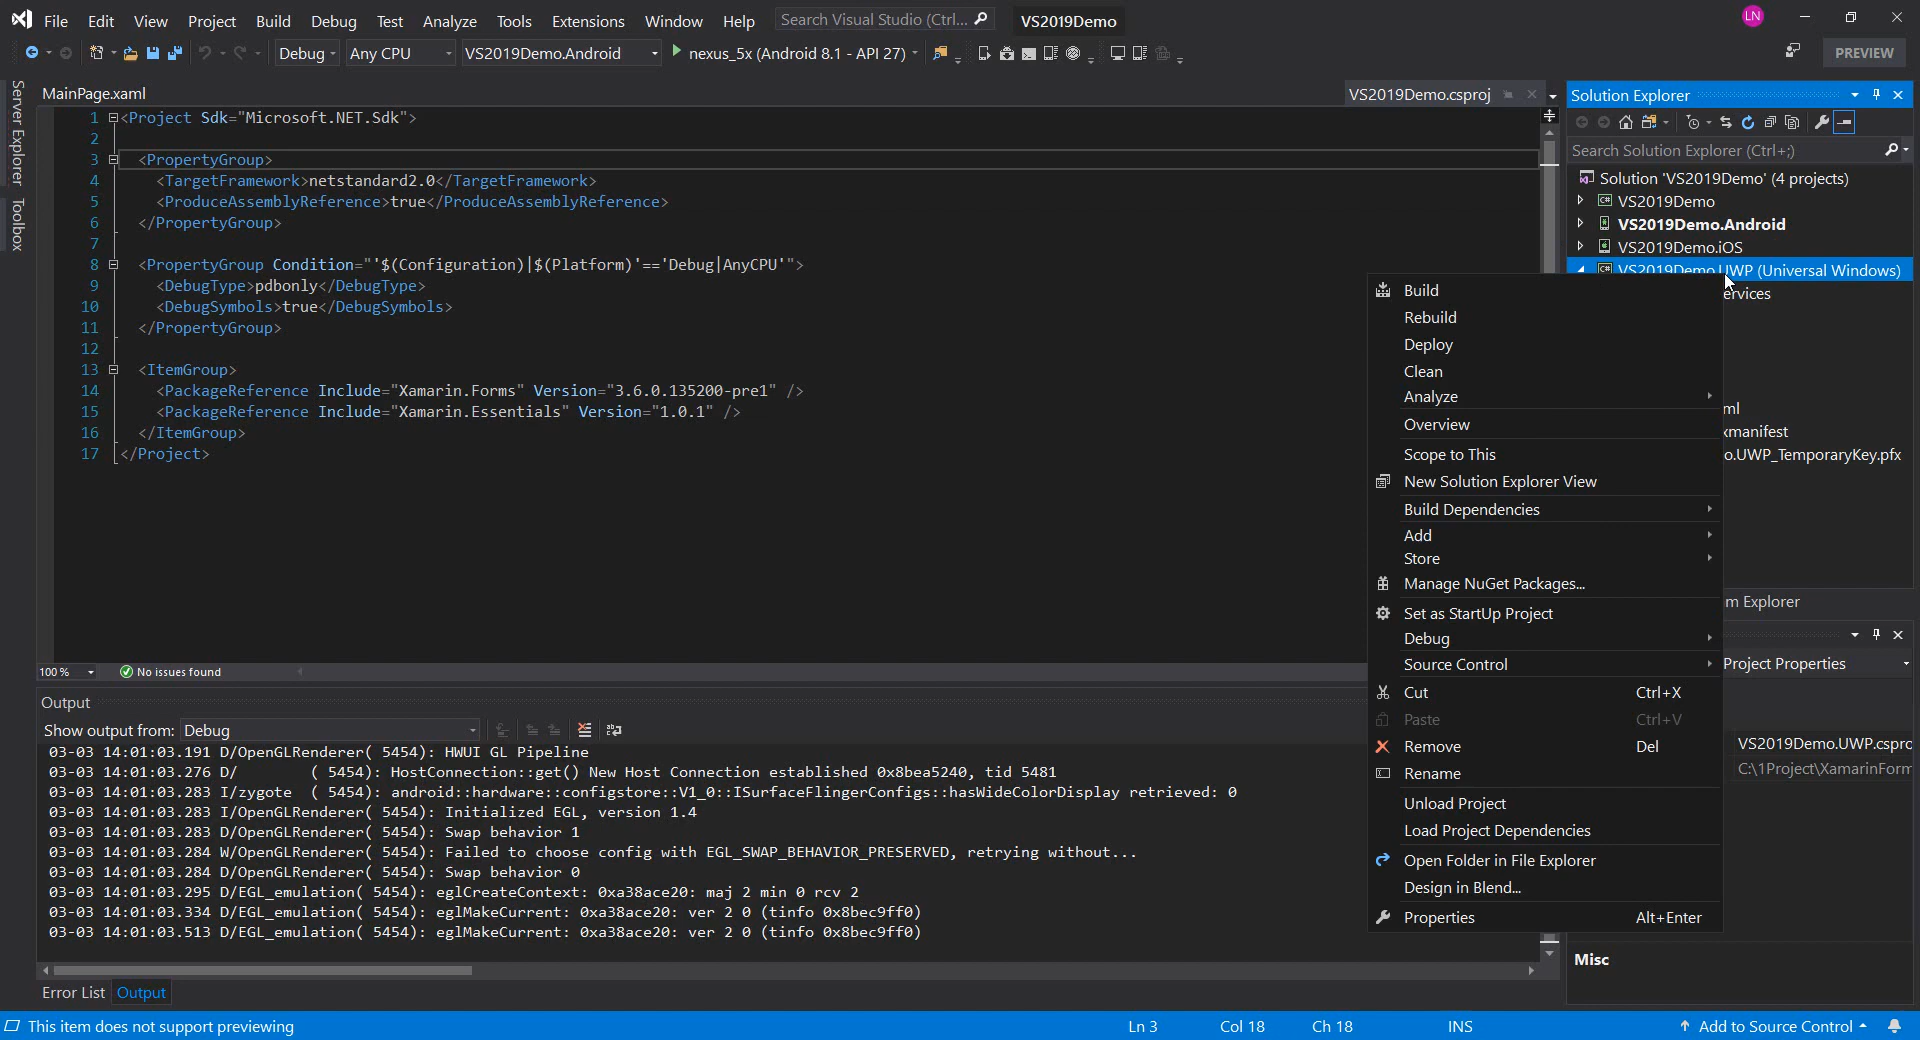 File Edit View Project Build Debug Test Analyze Tools Extensions Window Help Search Visual Studio (Ctrl... VS2019Demo LN
Debug Any CPU VS2019Demo.Android nexus_5x (Android 8.1 - API 27) PREVIEW
Server Explorer
Toolbox
MainPage.xaml VS2019Demo.csproj
1 <Project Sdk="Microsoft.NET.Sdk">
2
3 <PropertyGroup>
4 <TargetFramework>netstandard2.0</TargetFramework>
5 <ProduceAssemblyReference>true</ProduceAssemblyReference>
6 </PropertyGroup>
7
8 <PropertyGroup Condition="'$(Configuration)|$(Platform)'=='Debug|AnyCPU'">
9 <DebugType>pdbonly</DebugType>
10 <DebugSymbols>true</DebugSymbols>
11 </PropertyGroup>
12
13 <ItemGroup>
14 <PackageReference Include="Xamarin.Forms" Version="3.6.0.135200-pre1" />
15 <PackageReference Include="Xamarin.Essentials" Version="1.0.1" />
16 </ItemGroup>
17 </Project>
100 % No issues found
Output
Show output from: Debug
03-03 14:01:03.191 D/OpenGLRenderer( 5454): HWUI GL Pipeline
03-03 14:01:03.276 D/ ( 5454): HostConnection::get() New Host Connection established 0x8bea5240, tid 5481
03-03 14:01:03.283 I/zygote ( 5454): android::hardware::configstore::V1_0::ISurfaceFlingerConfigs::hasWideColorDisplay retrieved: 0
03-03 14:01:03.283 I/OpenGLRenderer( 5454): Initialized EGL, version 1.4
03-03 14:01:03.283 D/OpenGLRenderer( 5454): Swap behavior 1
03-03 14:01:03.284 W/OpenGLRenderer( 5454): Failed to choose config with EGL_SWAP_BEHAVIOR_PRESERVED, retrying without...
03-03 14:01:03.284 D/OpenGLRenderer( 5454): Swap behavior 0
03-03 14:01:03.295 D/EGL_emulation( 5454): eglCreateContext: 0xa38ace20: maj 2 min 0 rcv 2
03-03 14:01:03.334 D/EGL_emulation( 5454): eglMakeCurrent: 0xa38ace20: ver 2 0 (tinfo 0x8bec9ff0)
03-03 14:01:03.513 D/EGL_emulation( 5454): eglMakeCurrent: 0xa38ace20: ver 2 0 (tinfo 0x8bec9ff0)
Error List Output
Solution Explorer
Search Solution Explorer (Ctrl+;)
Solution 'VS2019Demo' (4 projects)
C# VS2019Demo
VS2019Demo.Android
VS2019Demo.iOS
C# VS2019Demo.UWP (Universal Windows)
ervices
ml
xmanifest
o.UWP_TemporaryKey.pfx
m Explorer
Project Properties
VS2019Demo.UWP.cspro
C:\1Project\XamarinForm
Misc
Build
Rebuild
Deploy
Clean
Analyze
Overview
Scope to This
New Solution Explorer View
Build Dependencies
Add
Store
Manage NuGet Packages...
Set as StartUp Project
Debug
Source Control
Cut Ctrl+X
Paste Ctrl+V
Remove Del
Rename
Unload Project
Load Project Dependencies
Open Folder in File Explorer
Design in Blend...
Properties Alt+Enter
This item does not support previewing Ln 3 Col 18 Ch 18 INS Add to Source Control